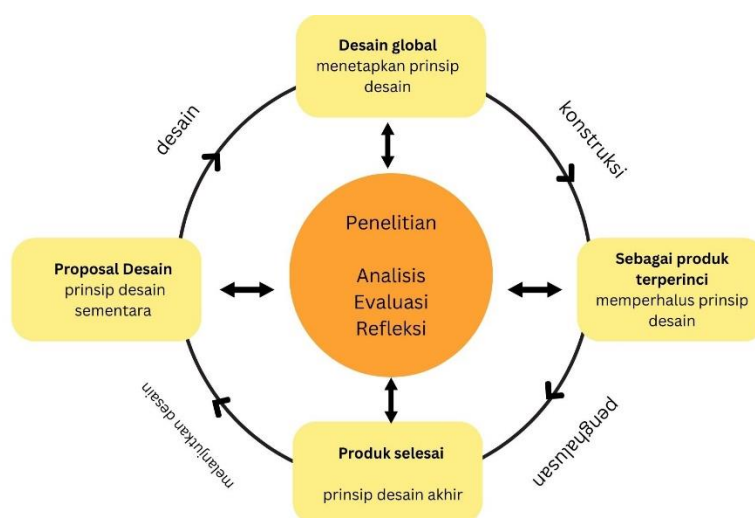 Desain global
menetapkan prinsip
desain
desain
konstruksi
Penelitian
Analisis
Evaluasi
Refleksi
Proposal Desain
prinsip desain
sementara
Sebagai produk
terperinci
memperhalus prinsip
desain
melanjutkan desain
penghalusan
Produk selesai
prinsip desain akhir